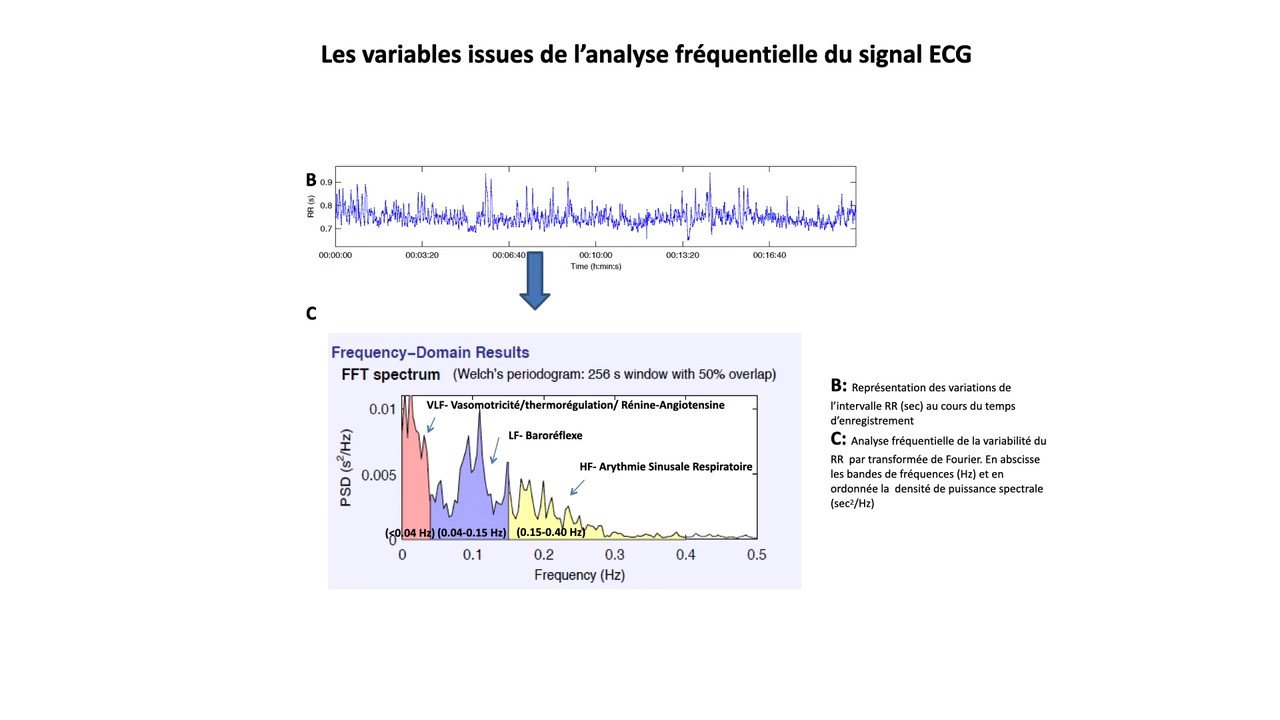 Les variables issues de l’analyse fréquentielle du signal ECG
B
0.9
0.8
0.7
RR (s)
00:00:00 00:03:20 00:06:40 00:10:00 00:13:20 00:16:40
Time (h:min:s)
C
Frequency–Domain Results
FFT spectrum (Welch's periodogram: 256 s window with 50% overlap)
0.01
VLF- Vasomotricité/thermorégulation/ Rénine-Angiotensine
LF- Baroréflexe
HF- Arythmie Sinusale Respiratoire
0.005
PSD (s²/Hz)
(<0.04 Hz) (0.04-0.15 Hz) (0.15-0.40 Hz)
0
0 0.1 0.2 0.3 0.4 0.5
Frequency (Hz)
B: Représentation des variations de
l’intervalle RR (sec) au cours du temps
d’enregistrement
C: Analyse fréquentielle de la variabilité du
RR par transformée de Fourier. En abscisse
les bandes de fréquences (Hz) et en
ordonnée la densité de puissance spectrale
(sec²/Hz)